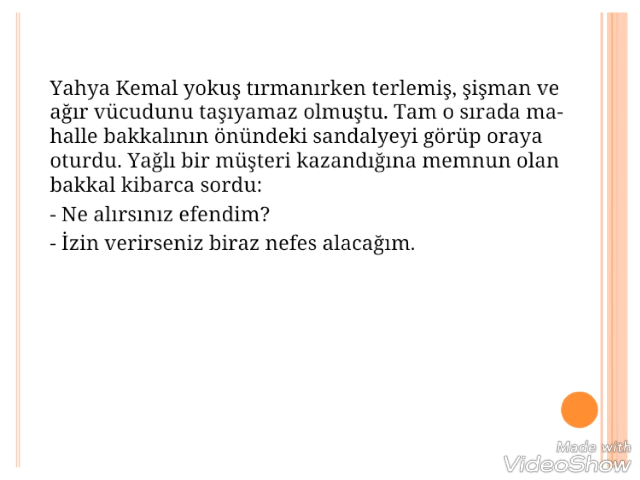 Yahya Kemal yokuş tırmanırken terlemiş, şişman ve
ağır vücudunu taşıyamaz olmuştu. Tam o sırada ma-
halle bakkalının önündeki sandalyeyi görüp oraya
oturdu. Yağlı bir müşteri kazandığına memnun olan
bakkal kibarca sordu:
- Ne alırsınız efendim?
- İzin verirseniz biraz nefes alacağım.
Made with
VideoShow